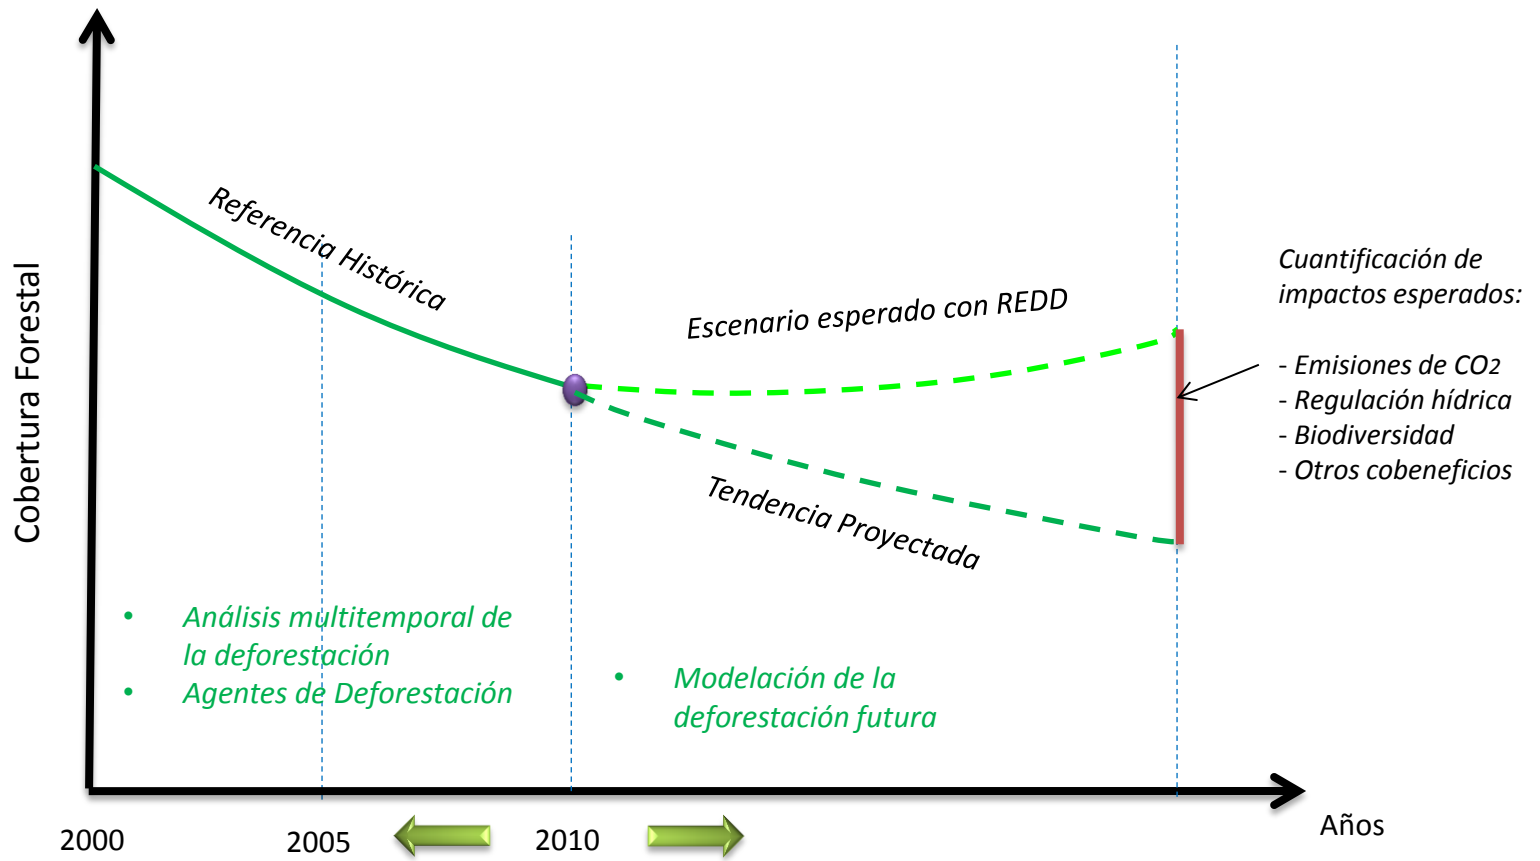 Cobertura Forestal
Referencia Histórica
Escenario esperado con REDD
Tendencia Proyectada
Cuantificación de
impactos esperados:
- Emisiones de CO2
- Regulación hídrica
- Biodiversidad
- Otros cobeneficios
• Análisis multitemporal de
la deforestación
• Agentes de Deforestación
• Modelación de la
deforestación futura
2000
2005
2010
Años